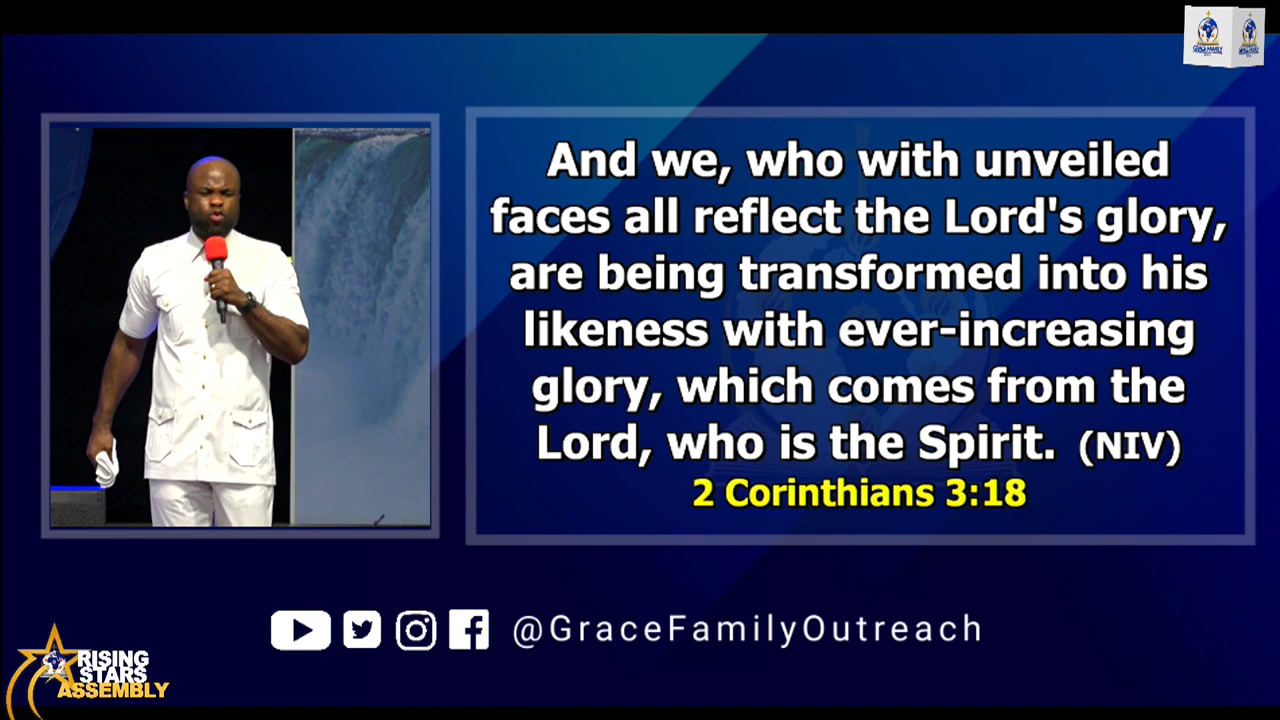 And we, who with unveiled
faces all reflect the Lord's glory,
are being transformed into his
likeness with ever-increasing
glory, which comes from the
Lord, who is the Spirit. (NIV)
2 Corinthians 3:18
@GraceFamilyOutreach
RISING
STARS
ASSEMBLY